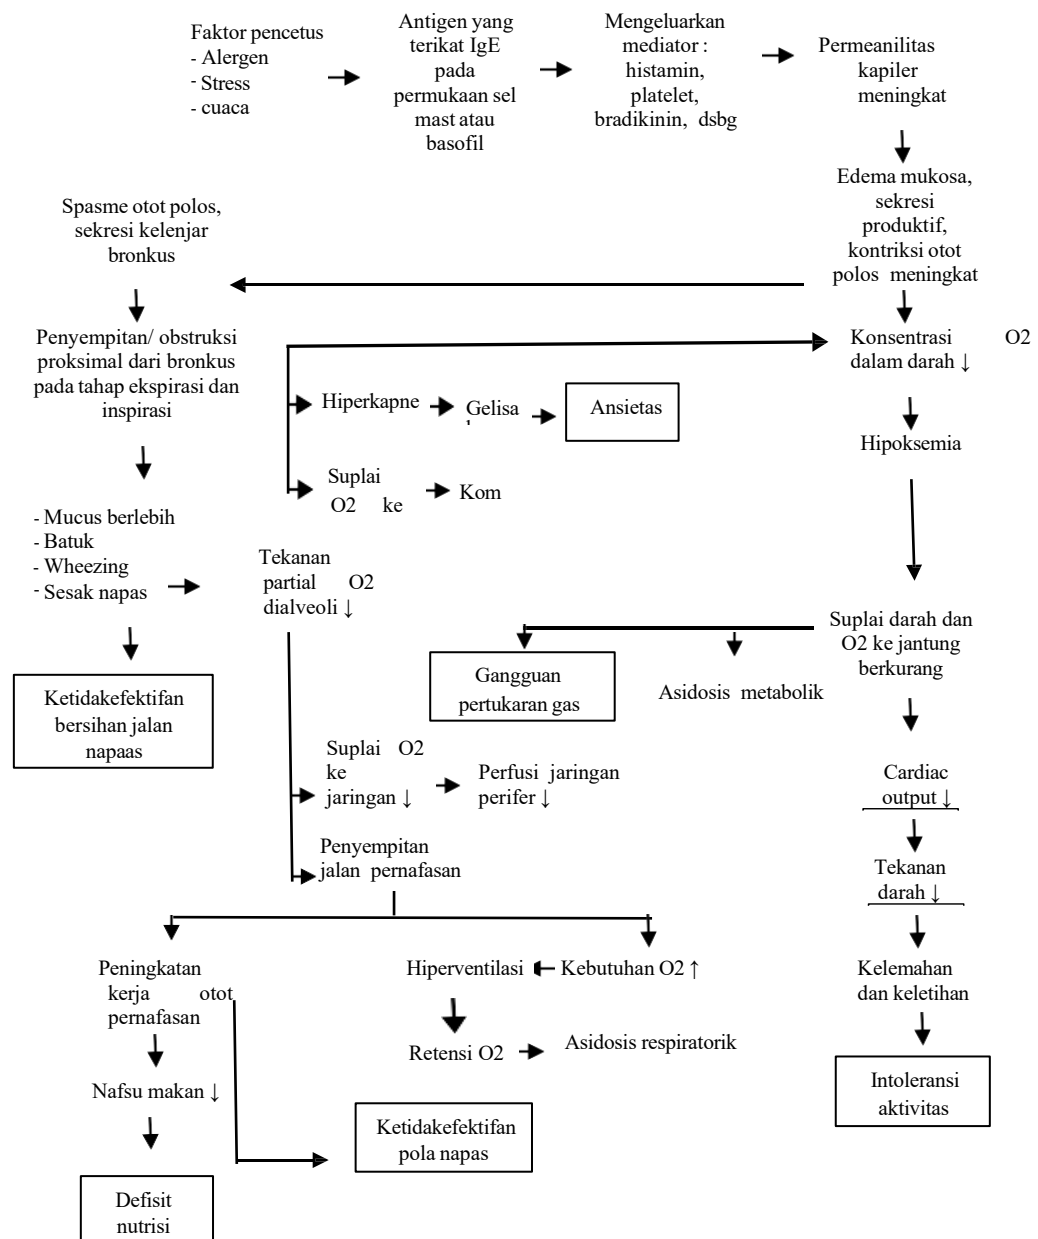 Faktor pencetus
- Alergen
- Stress
- cuaca
Antigen yang
terikat IgE
pada
permukaan sel
mast atau
basofil
Mengeluarkan
mediator :
histamin,
platelet,
bradikinin, dsbg
Permeanilitas
kapiler
meningkat
Edema mukosa,
sekresi
produktif,
kontriksi otot
polos meningkat
Spasme otot polos,
sekresi kelenjar
bronkus
Penyempitan/ obstruksi
proksimal dari bronkus
pada tahap ekspirasi dan
inspirasi
Konsentrasi O2
dalam darah ↓
Hiperkapne
Gelisa
Ansietas
Hipoksemia
Suplai
O2 ke
Kom
- Mucus berlebih
- Batuk
- Wheezing
- Sesak napas
Tekanan
partial O2
dialveoli ↓
Suplai darah dan
O2 ke jantung
berkurang
Gangguan
pertukaran gas
Asidosis metabolik
Ketidakefektifan
bersihan jalan
napaas
Suplai O2
ke
jaringan ↓
Perfusi jaringan
perifer ↓
Cardiac
output ↓
Penyempitan
jalan pernafasan
Tekanan
darah ↓
Peningkatan
kerja otot
pernafasan
Hiperventilasi
Kebutuhan O2 ↑
Kelemahan
dan keletihan
Retensi O2
Asidosis respiratorik
Nafsu makan ↓
Intoleransi
aktivitas
Ketidakefektifan
pola napas
Defisit
nutrisi